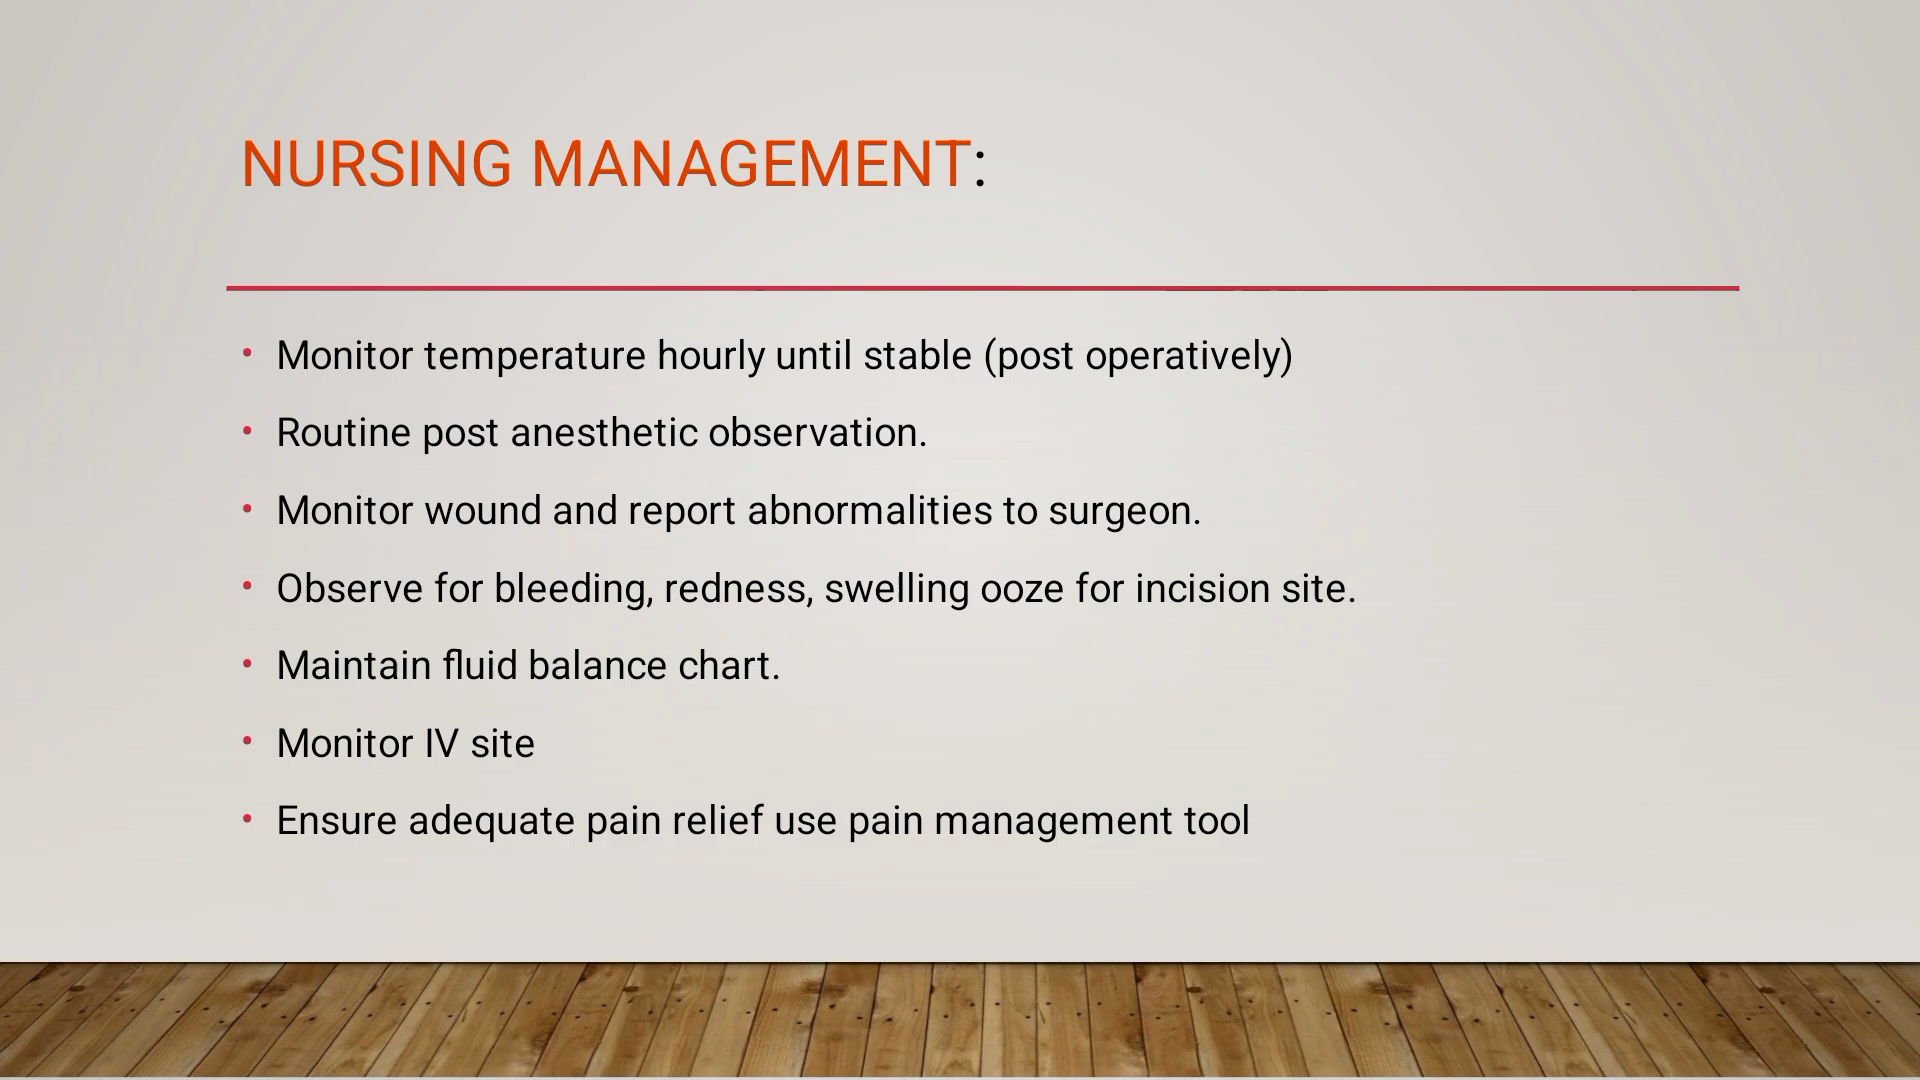 NURSING MANAGEMENT:
• Monitor temperature hourly until stable (post operatively)
• Routine post anesthetic observation.
• Monitor wound and report abnormalities to surgeon.
• Observe for bleeding, redness, swelling ooze for incision site.
• Maintain fluid balance chart.
• Monitor IV site
• Ensure adequate pain relief use pain management tool